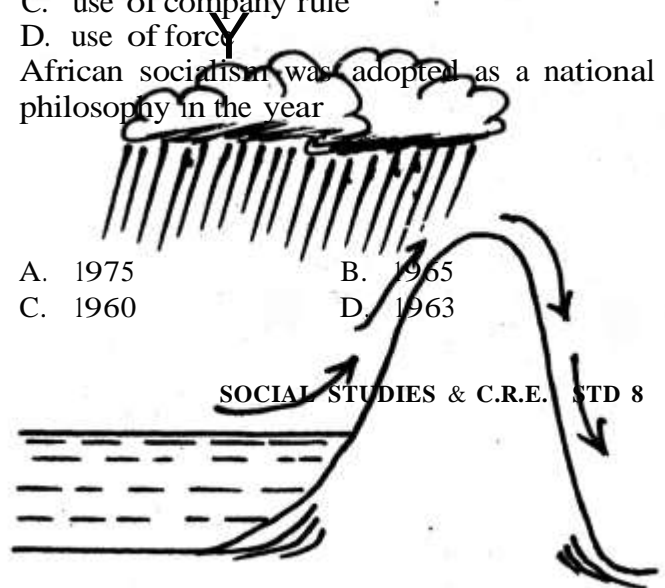 C. use of company rule
D. use of force
Y
African socialism was adopted as a national
philosophy in the year
A. 1975 B. 1965
C. 1960 D. 1963
SOCIAL STUDIES & C.R.E. STD 8